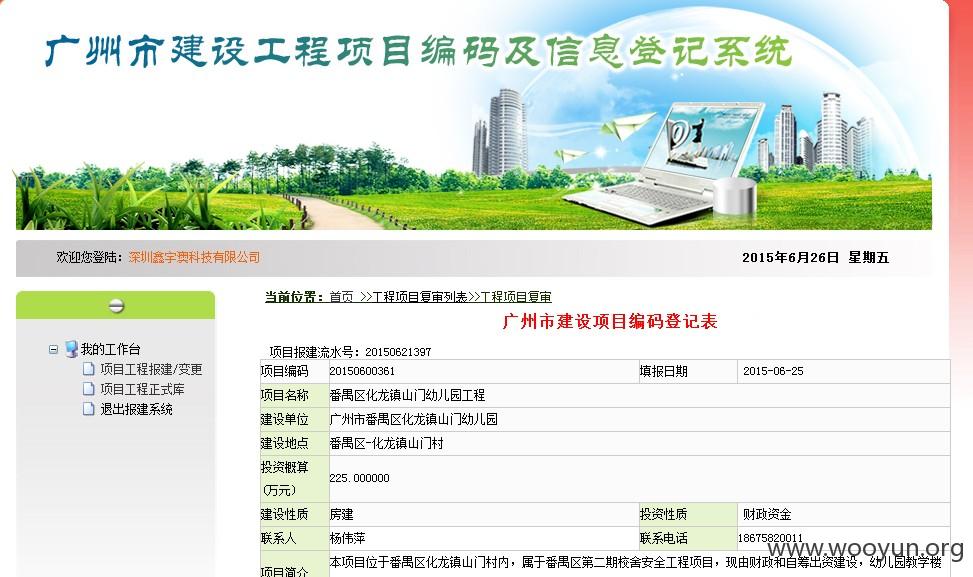 广州市建设工程项目编码及信息登记系统
欢迎您登陆：深圳鑫宇澳科技有限公司 2015年6月26日 星期五
当前位置：首页 >>工程项目复审列表>>工程项目复审
广州市建设项目编码登记表
我的工作台
项目工程报建/变更
项目工程正式库
退出报建系统
项目报建流水号：20150621397
项目编码 20150600361 填报日期 2015-06-25
项目名称 番禺区化龙镇山门幼儿园工程
建设单位 广州市番禺区化龙镇山门幼儿园
建设地点 番禺区-化龙镇山门村
投资概算
(万元) 225.000000
建设性质 房建 投资性质 财政资金
联系人 杨伟萍 联系电话 18675820011
项目简介 本项目位于番禺区化龙镇山门村内，属于番禺区第二期校舍安全工程项目，现由财政和自筹出资建设，幼儿园教学楼
www.wooyun.org